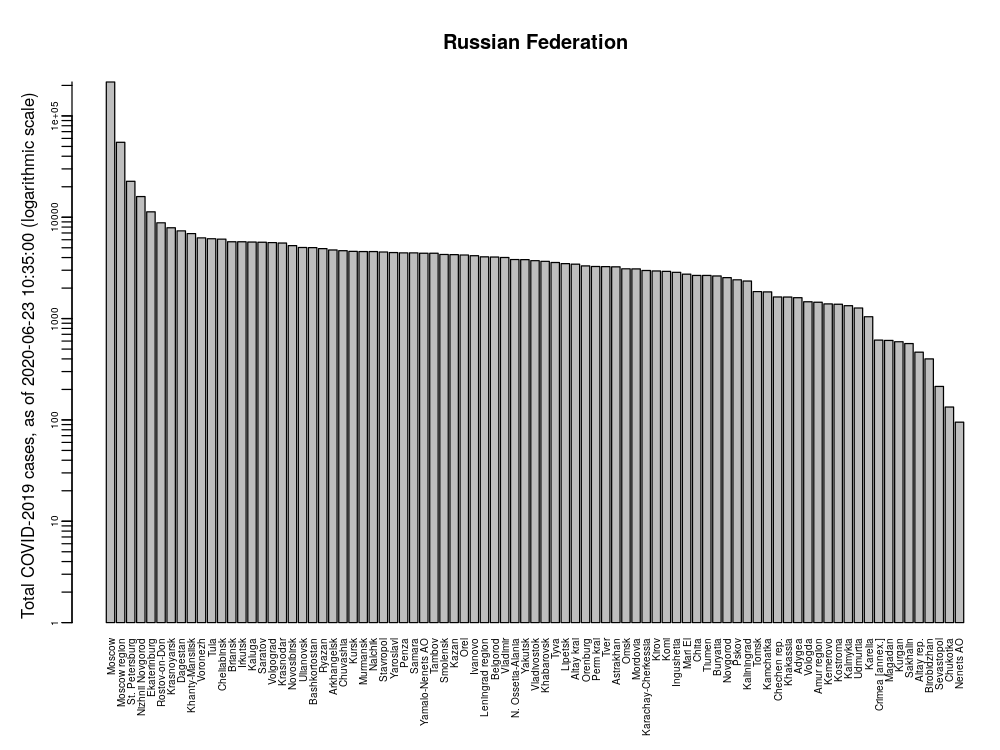 Russian Federation
Total COVID-2019 cases, as of 2020-06-23 10:35:00 (logarithmic scale)
1e+05
10000
1000
100
10
1
Moscow
Moscow region
St. Petersburg
Nizhnii Novgorod
Ekaterinburg
Rostov-on-Don
Krasnoyarsk
Dagestan
Khanty-Mansiisk
Voronezh
Tula
Cheliabinsk
Briansk
Irkutsk
Kaluga
Saratov
Volgograd
Krasnodar
Novosibirsk
Ulianovsk
Bashkortostan
Ryazan
Arkhangelsk
Chuvashia
Kursk
Murmansk
Nalchik
Stavropol
Yaroslavl
Penza
Samara
Yamalo-Nenets AO
Tambov
Smolensk
Kazan
Orel
Ivanovo
Leningrad region
Belgorod
Vladimir
N. Ossetia-Alania
Yakutsk
Vladivostok
Khabarovsk
Tyva
Lipetsk
Altay krai
Orenburg
Perm krai
Tver
Astrakhan
Omsk
Mordovia
Karachay-Cherkessia
Kirov
Komi
Ingushetia
Mari El
Chita
Tiumen
Buryatia
Novgorod
Pskov
Kaliningrad
Tomsk
Kamchatka
Chechen rep.
Khakassia
Adygea
Vologda
Amur region
Kemerovo
Kostroma
Kalmykia
Udmurtia
Karelia
Crimea [annex.]
Magadan
Kurgan
Sakhalin
Altay rep.
Birobidzhan
Sevastopol
Chukotka
Nenets AO